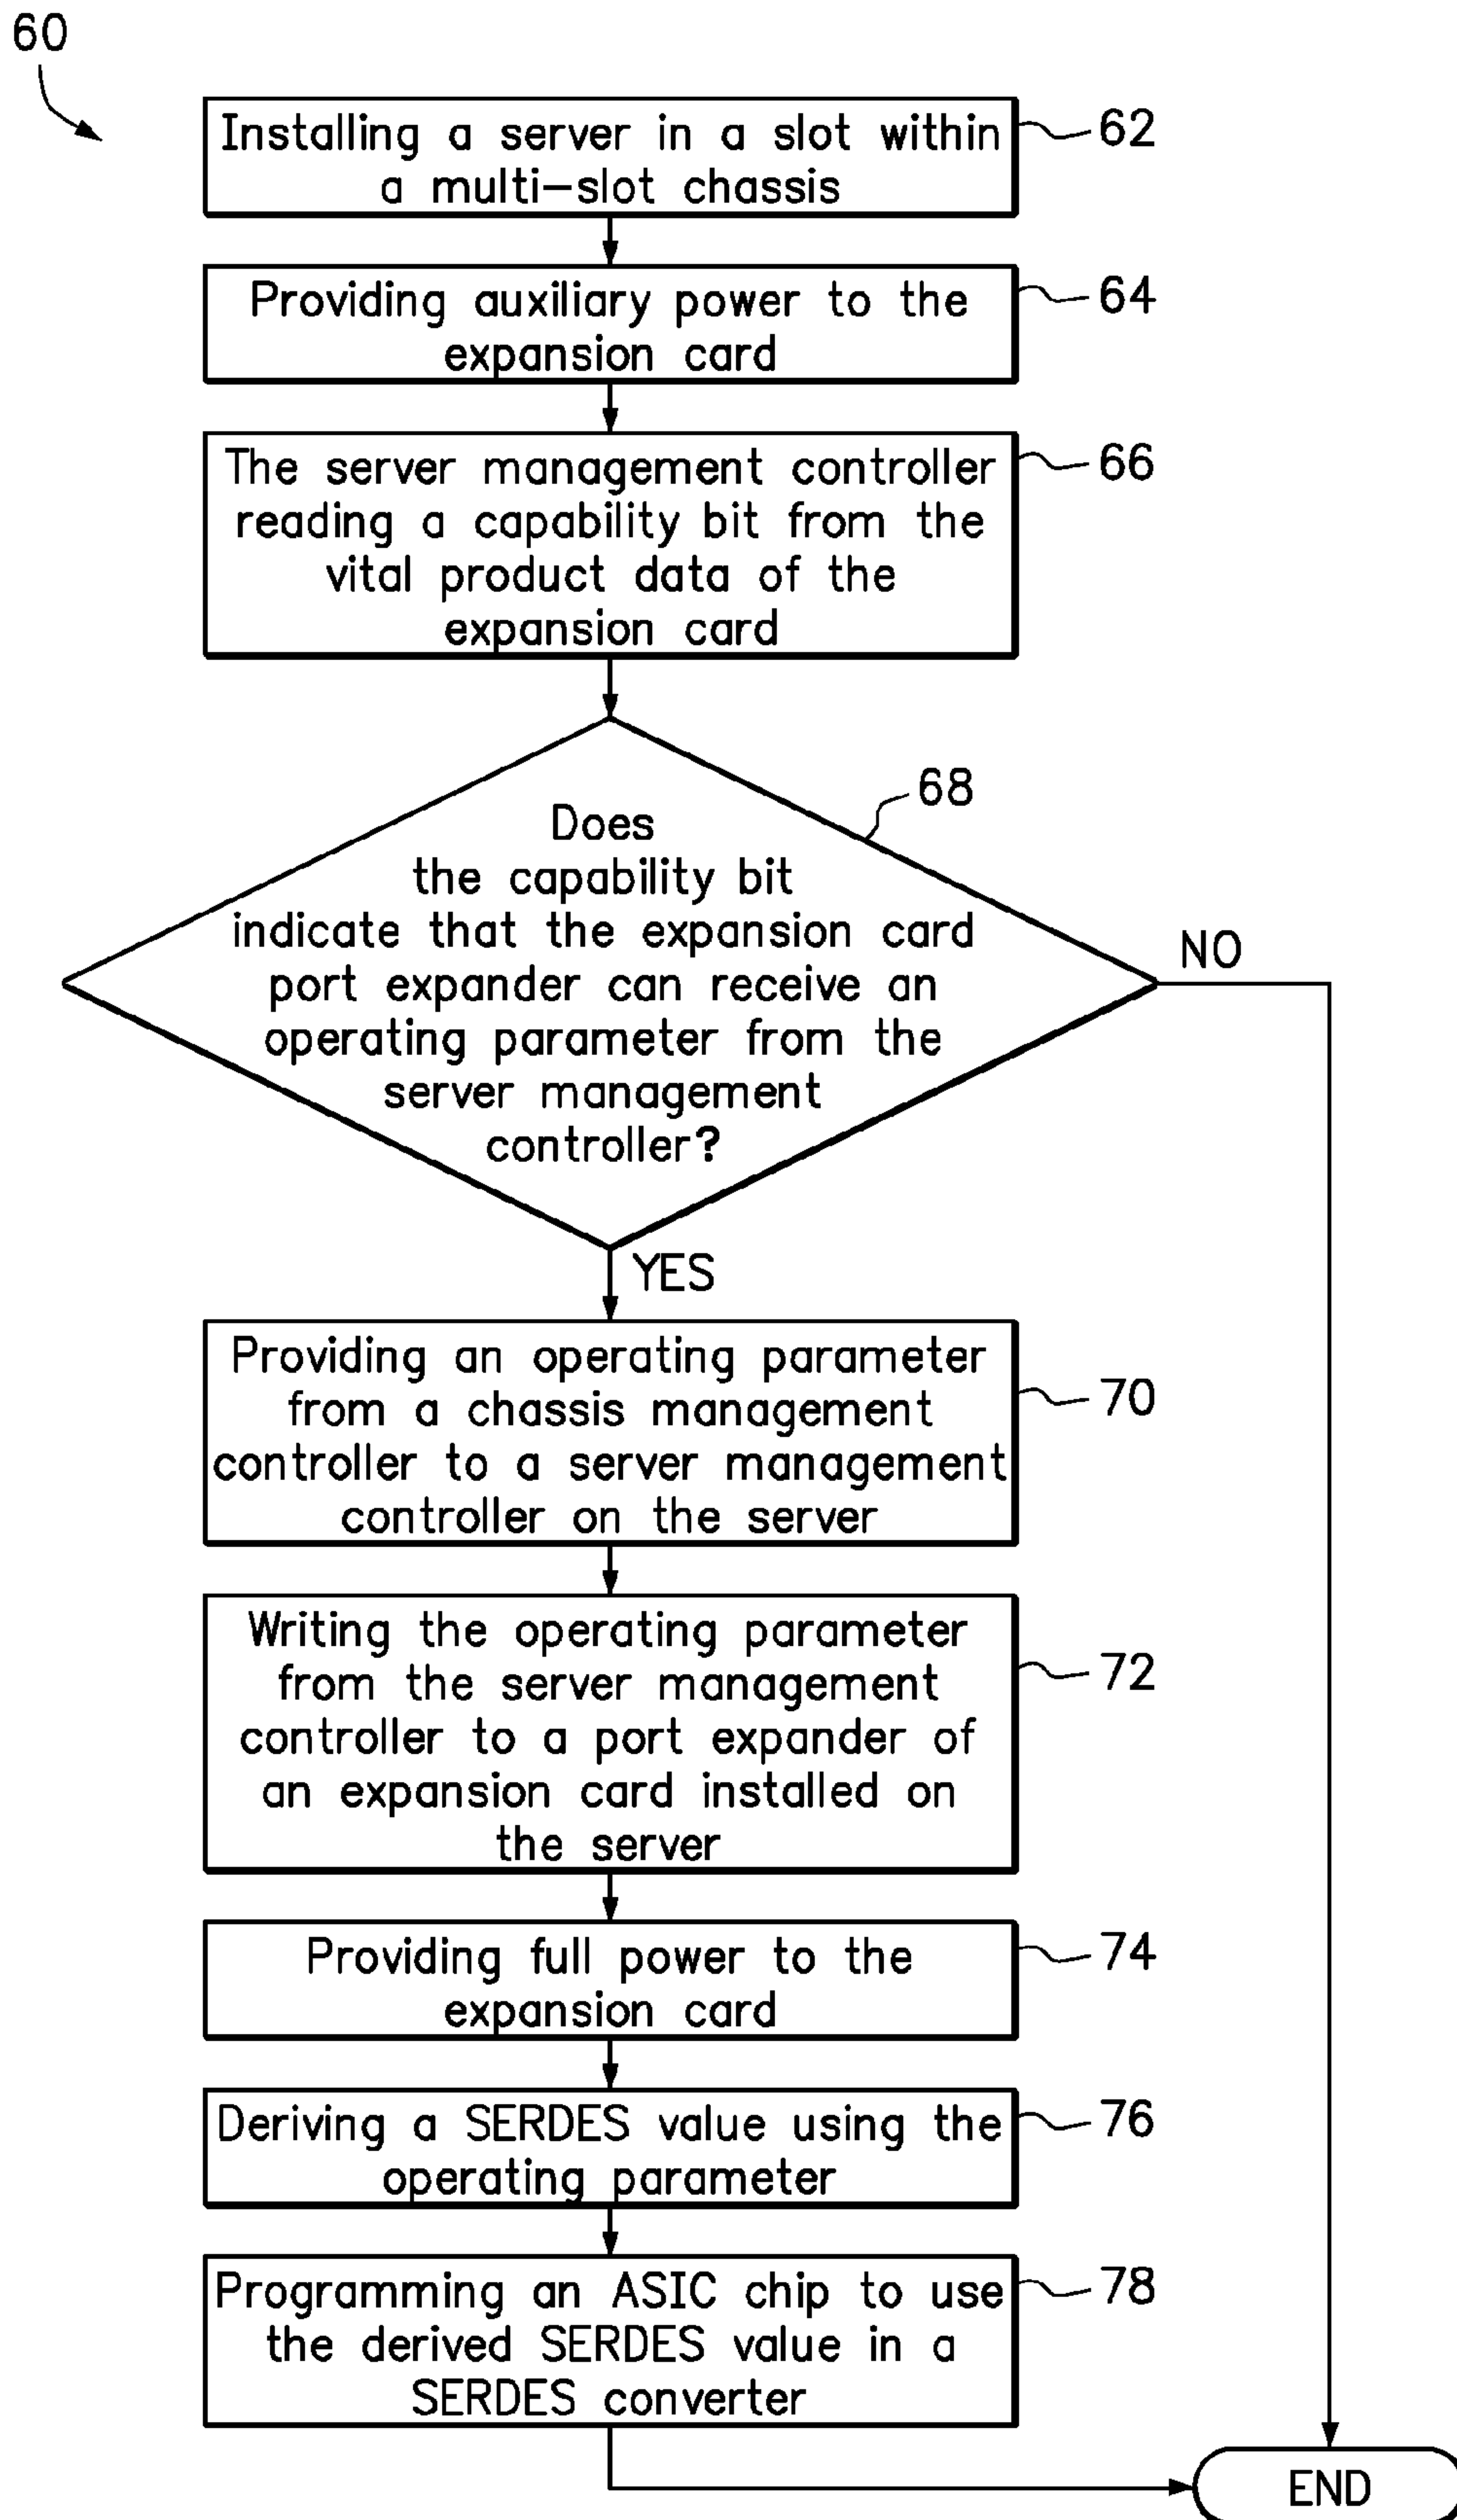 60
Installing a server in a slot within
a multi-slot chassis
62
Providing auxiliary power to the
expansion card
64
The server management controller
reading a capability bit from the
vital product data of the
expansion card
66
68
Does
the capability bit
indicate that the expansion card
port expander can receive an
operating parameter from the
server management
controller?
NO
YES
Providing an operating parameter
from a chassis management
controller to a server management
controller on the server
70
Writing the operating parameter
from the server management
controller to a port expander of
an expansion card installed on
the server
72
Providing full power to the
expansion card
74
Deriving a SERDES value using the
operating parameter
76
Programming an ASIC chip to use
the derived SERDES value in a
SERDES converter
78
END